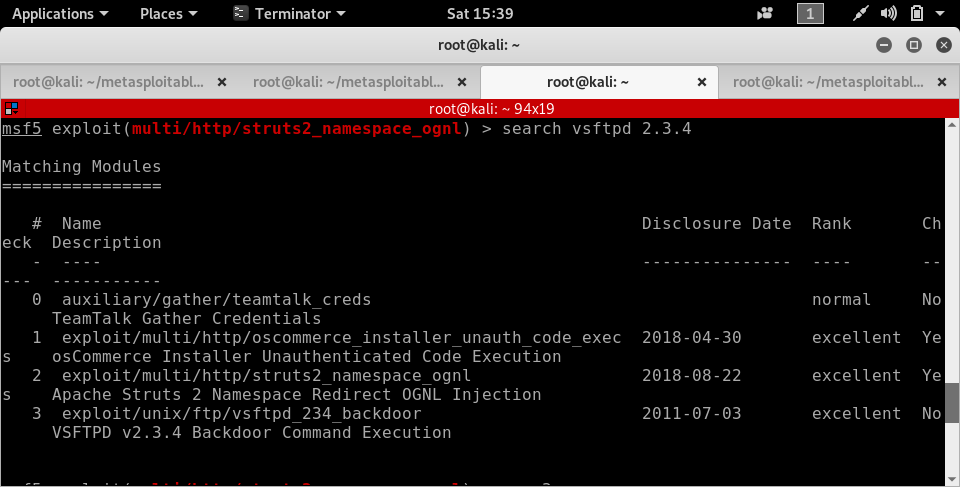 Applications Places Terminator Sat 15:39 1
root@kali: ~
root@kali: ~/metasploitabl... root@kali: ~/metasploitabl... root@kali: ~ root@kali: ~/metasploitabl...
root@kali: ~ 94x19
msf5 exploit(multi/http/struts2_namespace_ognl) > search vsftpd 2.3.4
Matching Modules
================
# Name Disclosure Date Rank Ch
eck Description
- ---- --------------- ---- --
--- -----------
0 auxiliary/gather/teamtalk_creds normal No
TeamTalk Gather Credentials
1 exploit/multi/http/oscommerce_installer_unauth_code_exec 2018-04-30 excellent Ye
s osCommerce Installer Unauthenticated Code Execution
2 exploit/multi/http/struts2_namespace_ognl 2018-08-22 excellent Ye
s Apache Struts 2 Namespace Redirect OGNL Injection
3 exploit/unix/ftp/vsftpd_234_backdoor 2011-07-03 excellent No
VSFTPD v2.3.4 Backdoor Command Execution